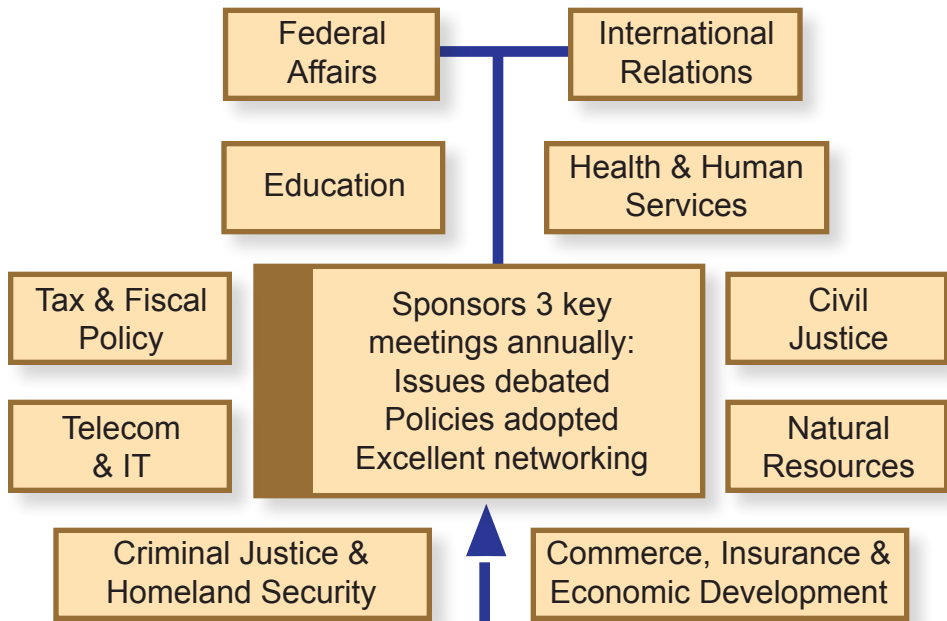 Federal
Affairs
International
Relations
Education
Health & Human
Services
Tax & Fiscal
Policy
Sponsors 3 key
meetings annually:
Issues debated
Policies adopted
Excellent networking
Civil
Justice
Telecom
& IT
Natural
Resources
Criminal Justice &
Homeland Security
Commerce, Insurance &
Economic Development